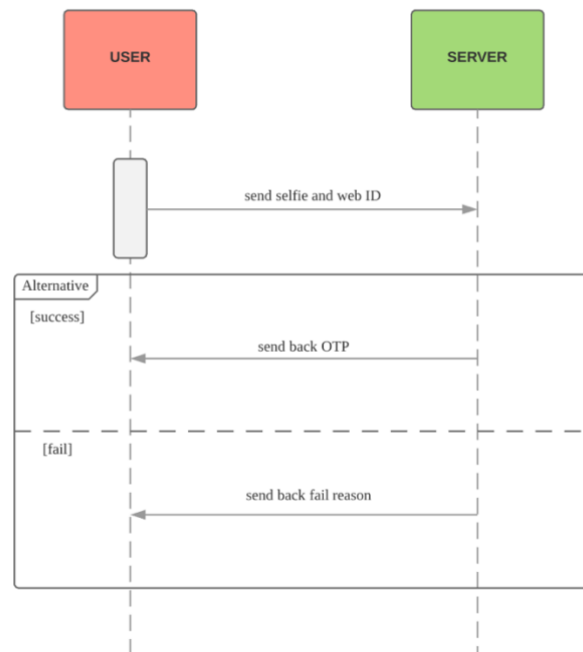 USER
SERVER
send selfie and web ID
Alternative
[success]
send back OTP
[fail]
send back fail reason